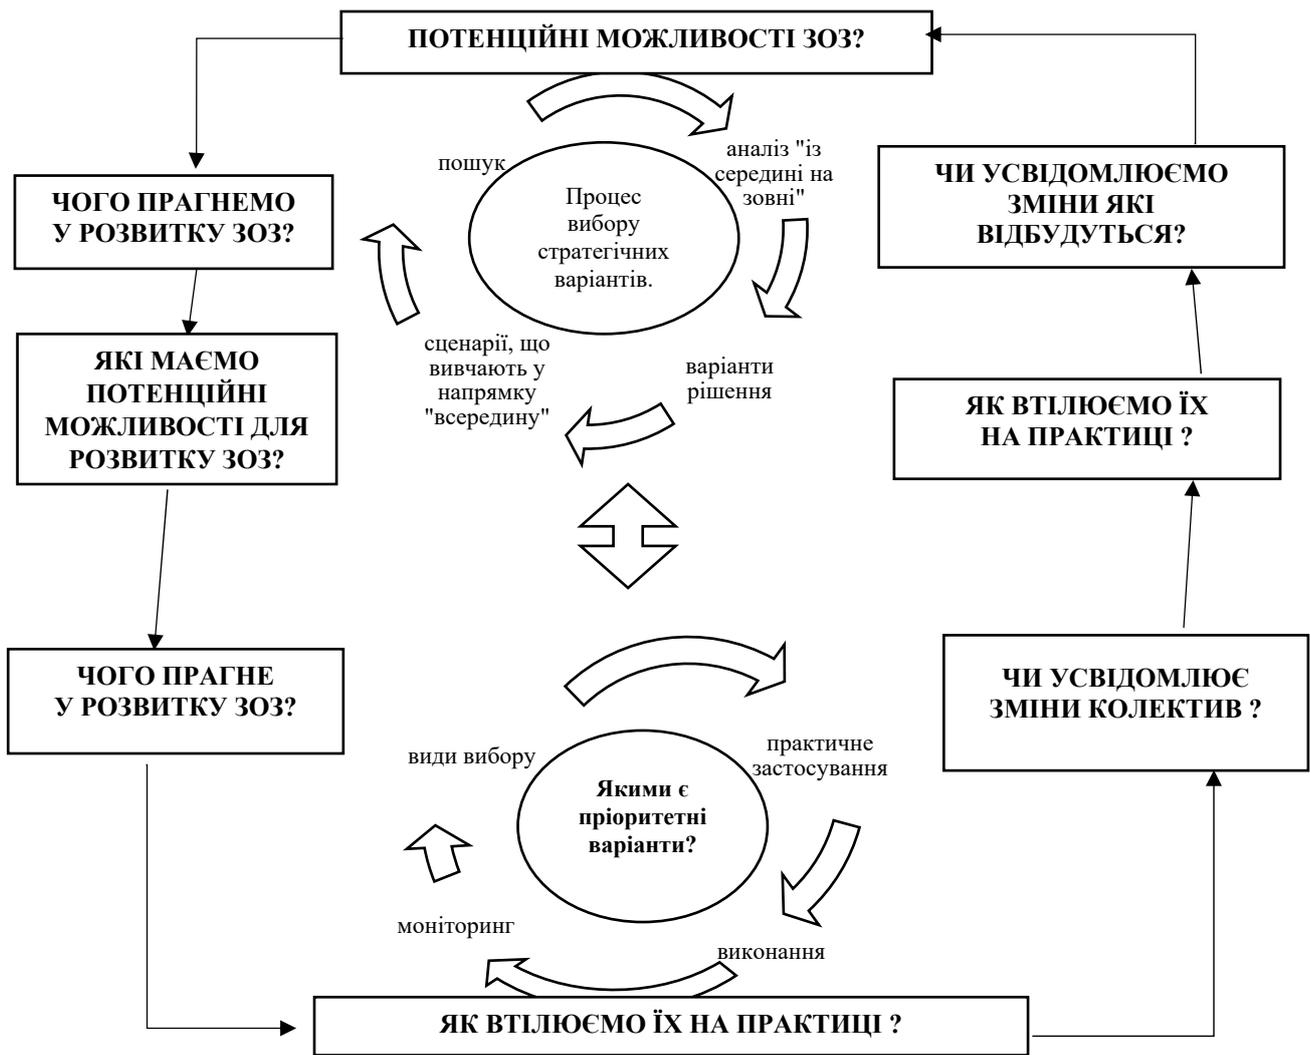 ПОТЕНЦІЙНІ МОЖЛИВОСТІ ЗОЗ?
ЧОГО ПРАГНЕМО
У РОЗВИТКУ ЗОЗ?
ЯКІ МАЄМО
ПОТЕНЦІЙНІ
МОЖЛИВОСТІ ДЛЯ
РОЗВИТКУ ЗОЗ?
ЧОГО ПРАГНЕ
У РОЗВИТКУ ЗОЗ?
пошук
аналіз "із
середині на
зовні"
Процес
вибору
стратегічних
варіантів.
сценарії, що
вивчають у
напрямку
"всередину"
варіанти
рішення
види вибору
практичне
застосування
Якими є
пріоритетні
варіанти?
моніторинг
виконання
ЧИ УСВІДОМЛЮЄМО
ЗМІНИ ЯКІ
ВІДБУДУТЬСЯ?
ЯК ВТІЛЮЄМО ЇХ
НА ПРАКТИЦІ ?
ЧИ УСВІДОМЛЮЄ
ЗМІНИ КОЛЕКТИВ ?
ЯК ВТІЛЮЄМО ЇХ НА ПРАКТИЦІ ?